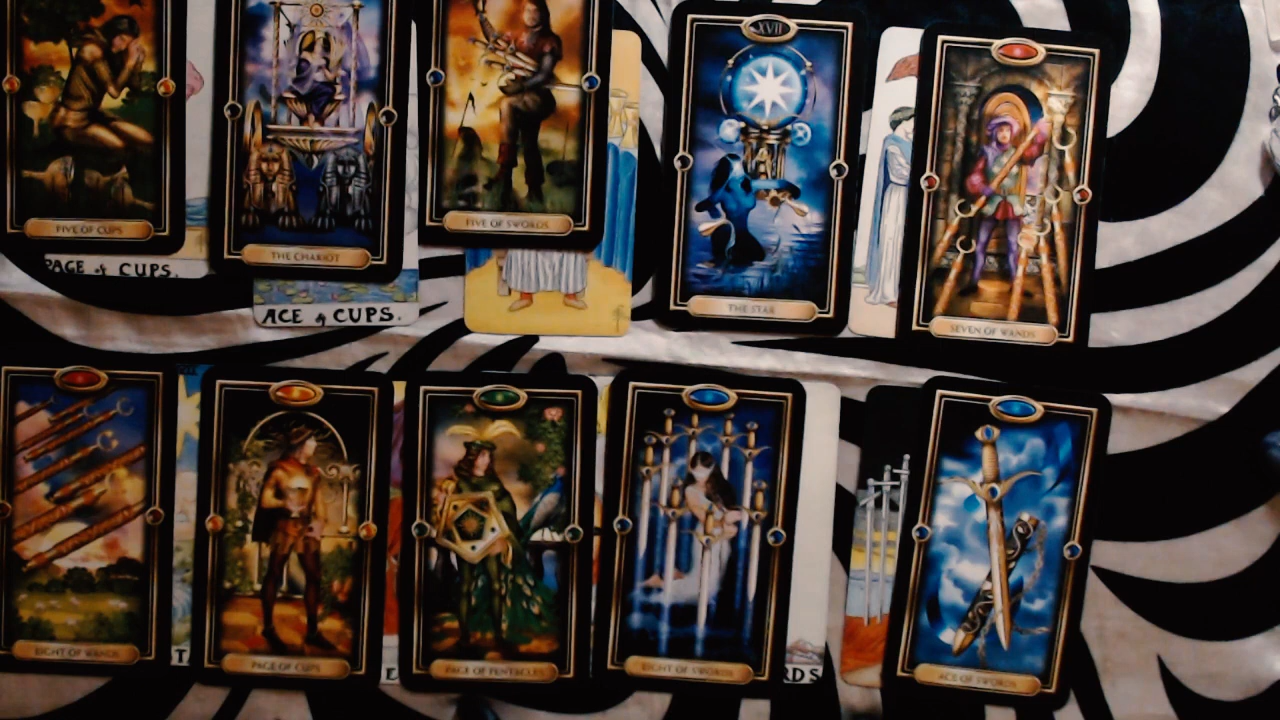 FIVE OF CUPS
PAGE of CUPS.
THE CHARIOT
ACE of CUPS.
FIVE OF SWORDS
XVII
THE STAR
SEVEN OF WANDS
EIGHT OF WANDS
T
PAGE OF CUPS
E
PAGE OF PENTACLES
EIGHT OF SWORDS
RDS
ACE OF SWORDS